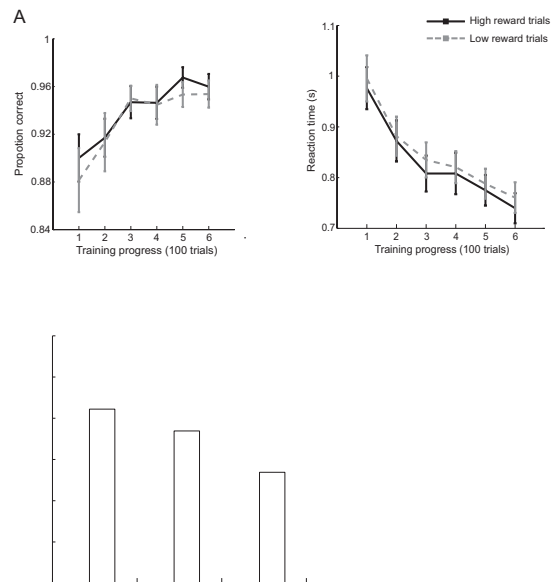 A
High reward trials
Low reward trials
Propotion correct
1
0.96
0.92
0.88
0.84
1 2 3 4 5 6
Training progress (100 trials)
Reaction time (s)
1.1
1
0.9
0.8
0.7
1 2 3 4 5 6
Training progress (100 trials)